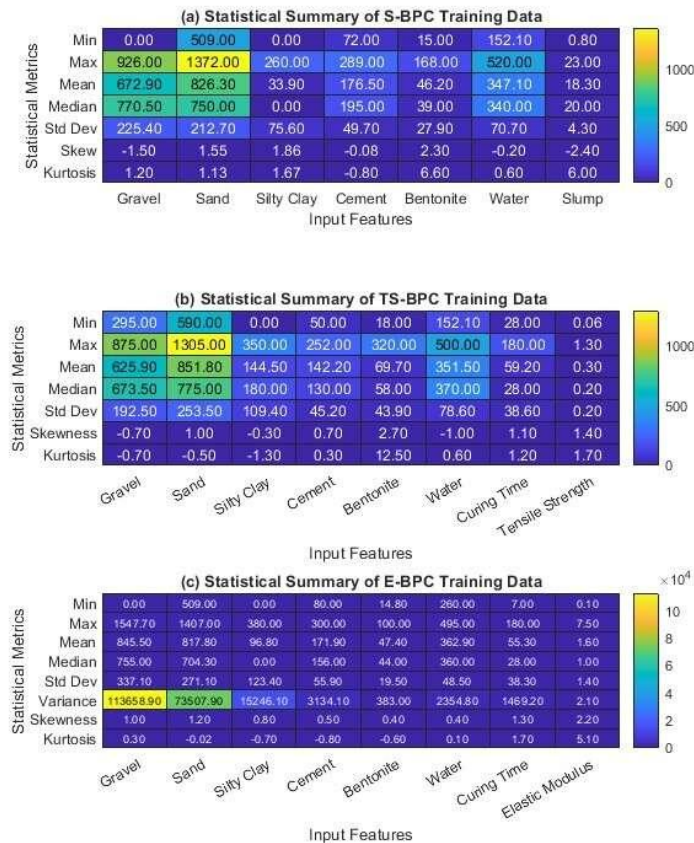 (a) Statistical Summary of S-BPC Training Data
Statistical Metrics
Min 0.00 509.00 0.00 72.00 15.00 152.10 0.80
Max 926.00 1372.00 260.00 289.00 168.00 520.00 23.00
Mean 672.90 826.30 33.90 176.50 46.20 347.10 18.30
Median 770.50 750.00 0.00 195.00 39.00 340.00 20.00
Std Dev 225.40 212.70 75.60 49.70 27.90 70.70 4.30
Skew -1.50 1.55 1.86 -0.08 2.30 -0.20 -2.40
Kurtosis 1.20 1.13 1.67 -0.80 6.60 0.60 6.00
Gravel Sand Silty Clay Cement Bentonite Water Slump
Input Features
1000
500
0
(b) Statistical Summary of TS-BPC Training Data
Statistical Metrics
Min 295.00 590.00 0.00 50.00 18.00 152.10 28.00 0.06
Max 875.00 1305.00 350.00 252.00 320.00 500.00 180.00 1.30
Mean 625.90 851.80 144.50 142.20 69.70 351.50 59.20 0.30
Median 673.50 775.00 180.00 130.00 58.00 370.00 28.00 0.20
Std Dev 192.50 253.50 109.40 45.20 43.90 78.60 38.60 0.20
Skewness -0.70 1.00 -0.30 0.70 2.70 -1.00 1.10 1.40
Kurtosis -0.70 -0.50 -1.30 0.30 12.50 0.60 1.20 1.70
Gravel Sand Silty Clay Cement Bentonite Water Curing Time Tensile Strength
Input Features
1000
500
0
(c) Statistical Summary of E-BPC Training Data
Statistical Metrics
Min 0.00 509.00 0.00 80.00 14.80 260.00 7.00 0.10
Max 1547.70 1407.00 380.00 300.00 100.00 495.00 180.00 7.50
Mean 845.50 817.80 96.80 171.90 47.40 362.90 55.30 1.60
Median 755.00 704.30 0.00 156.00 44.00 360.00 28.00 1.00
Std Dev 337.10 271.10 123.40 55.90 19.50 48.50 38.30 1.40
Variance 113658.90 73507.90 15246.10 3134.10 383.00 2354.80 1469.20 2.10
Skewness 1.00 1.20 0.80 0.50 0.40 0.40 1.30 2.20
Kurtosis 0.30 -0.02 -0.70 -0.80 -0.60 0.10 1.70 5.10
Gravel Sand Silty Clay Cement Bentonite Water Curing Time Elastic Modulus
Input Features
× 10⁴
10
8
6
4
2
0